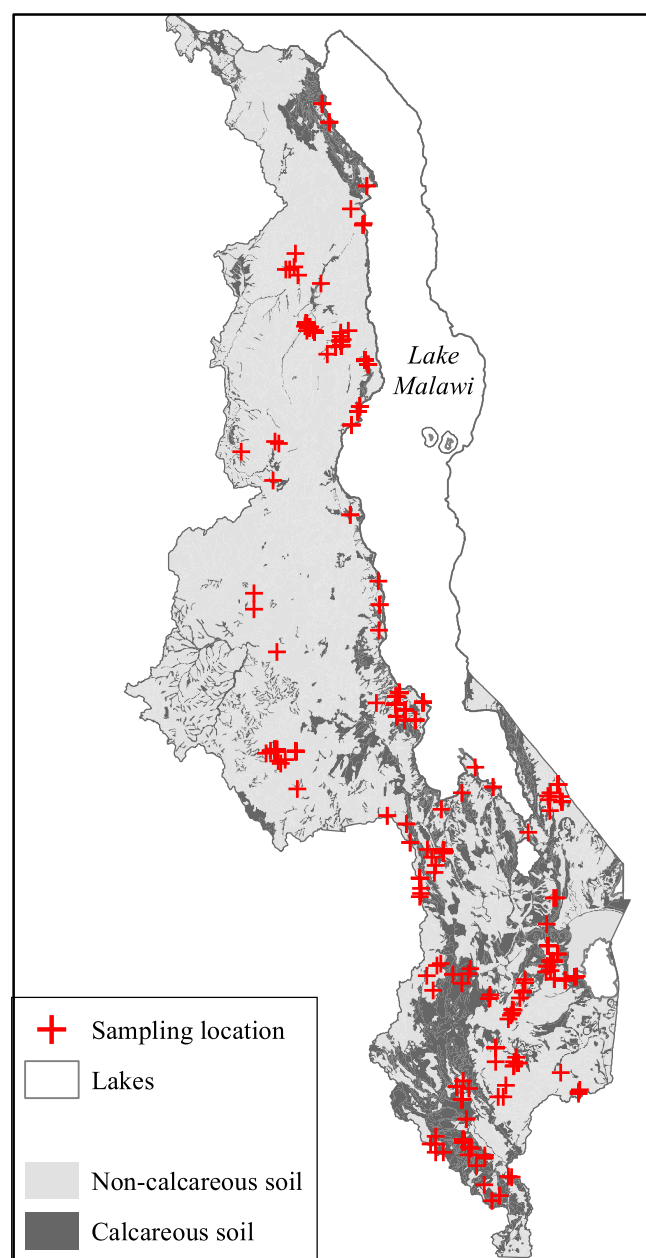 Lake
Malawi
Sampling location
Lakes
Non-calcareous soil
Calcareous soil